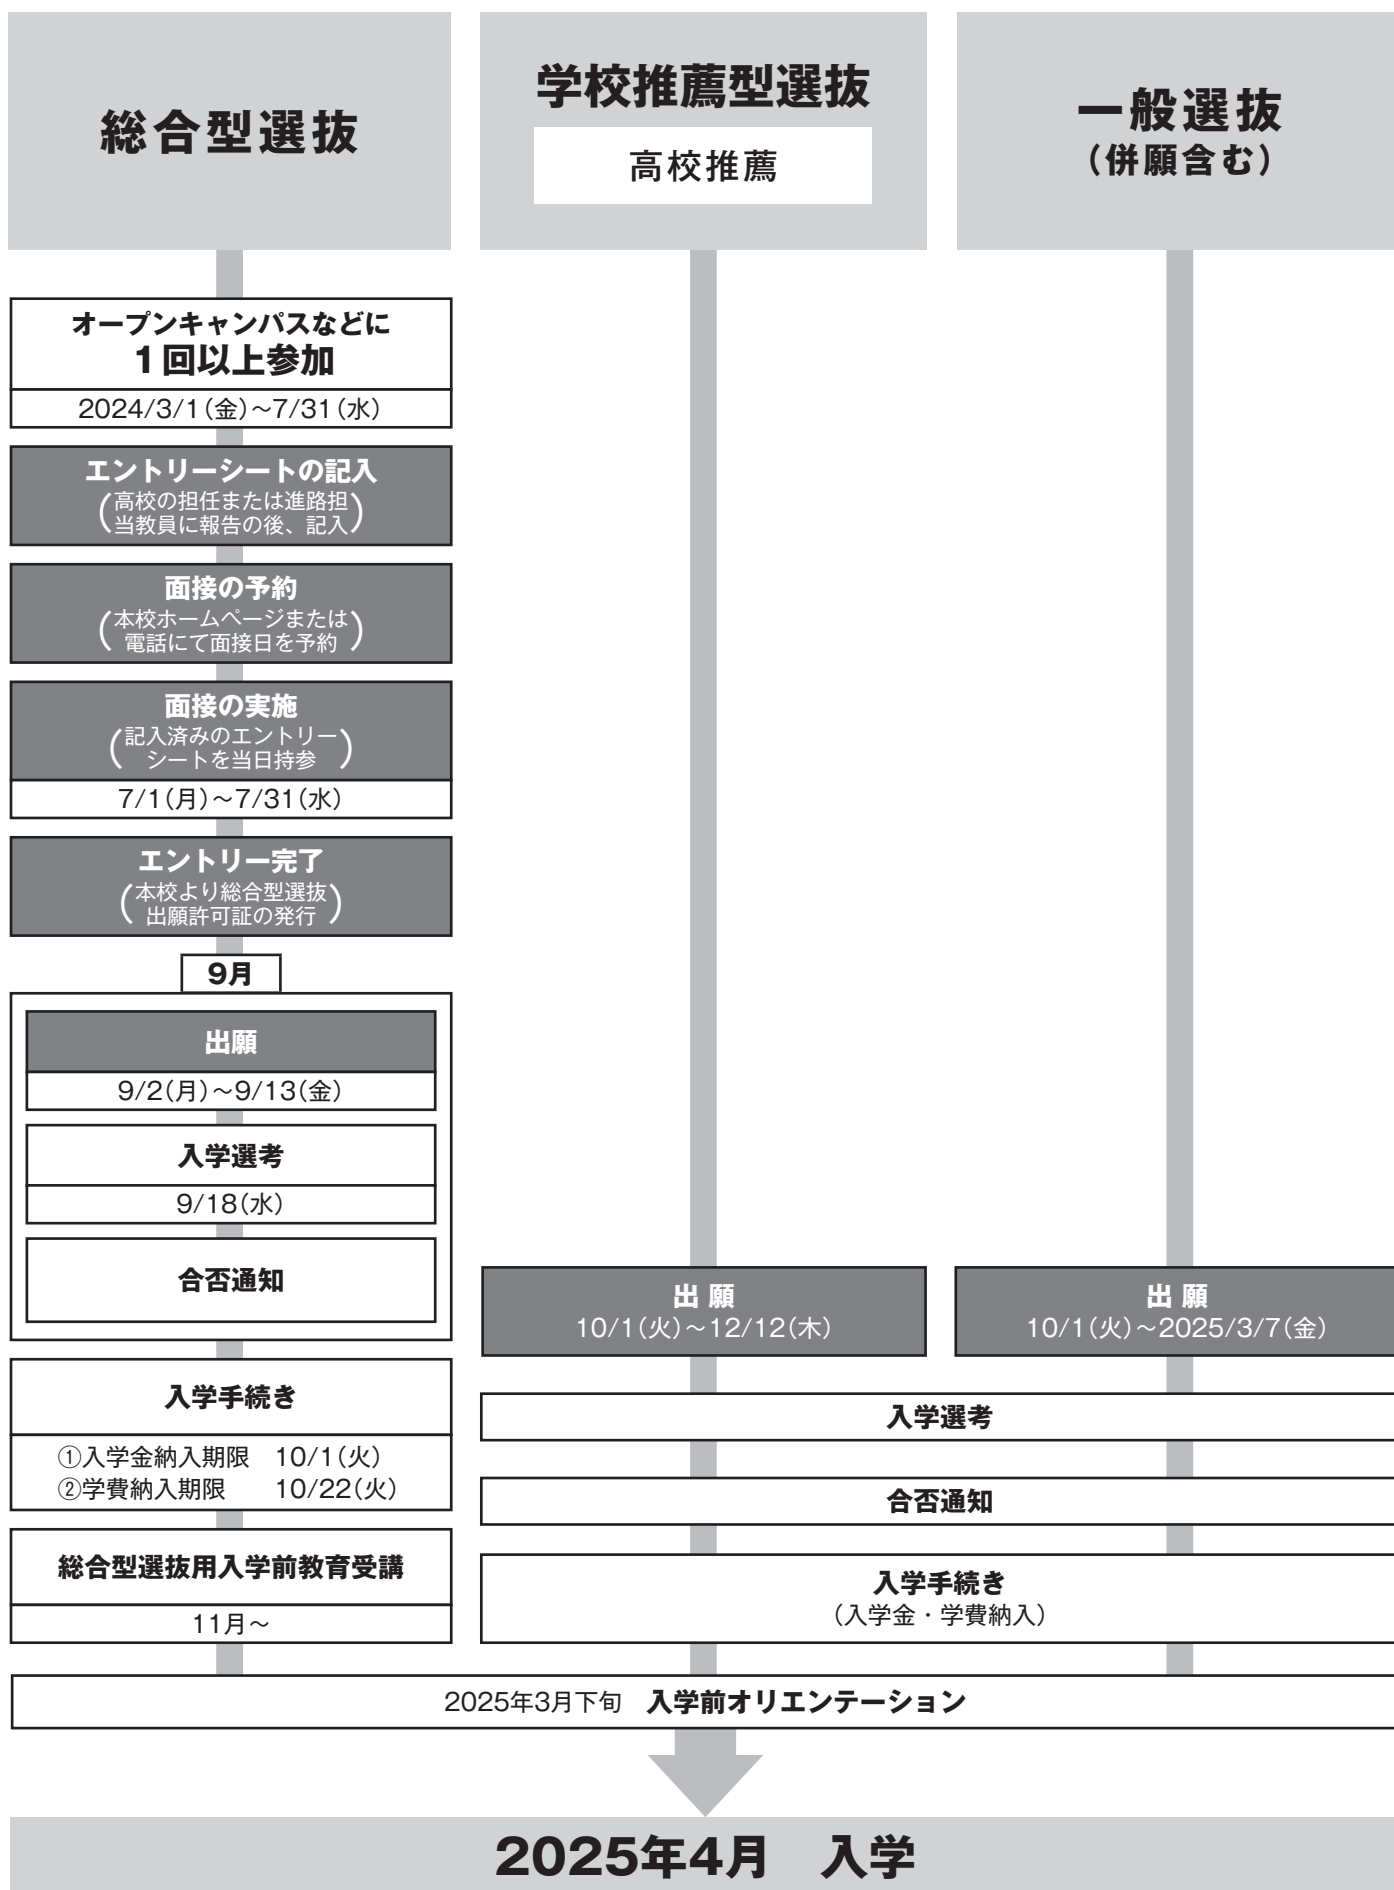 総合型選抜
学校推薦型選抜
高校推薦
一般選抜
（併願含む）
オープンキャンパスなどに
1回以上参加
2024/3/1（金）～7/31（水）
エントリーシートの記入
（高校の担任または進路担
当教員に報告の後、記入）
面接の予約
（本校ホームページまたは
電話にて面接日を予約）
面接の実施
（記入済みのエントリー
シートを当日持参）
7/1（月）～7/31（水）
エントリー完了
（本校より総合型選抜
出願許可証の発行）
9月
出願
9/2（月）～9/13（金）
入学選考
9/18（水）
合否通知
入学手続き
①入学金納入期限　10/1（火）
②学費納入期限　10/22（火）
総合型選抜用入学前教育受講
11月～
出 願
10/1（火）～12/12（木）
出 願
10/1（火）～2025/3/7（金）
入学選考
合否通知
入学手続き
（入学金・学費納入）
2025年3月下旬　入学前オリエンテーション
2025年4月　入学